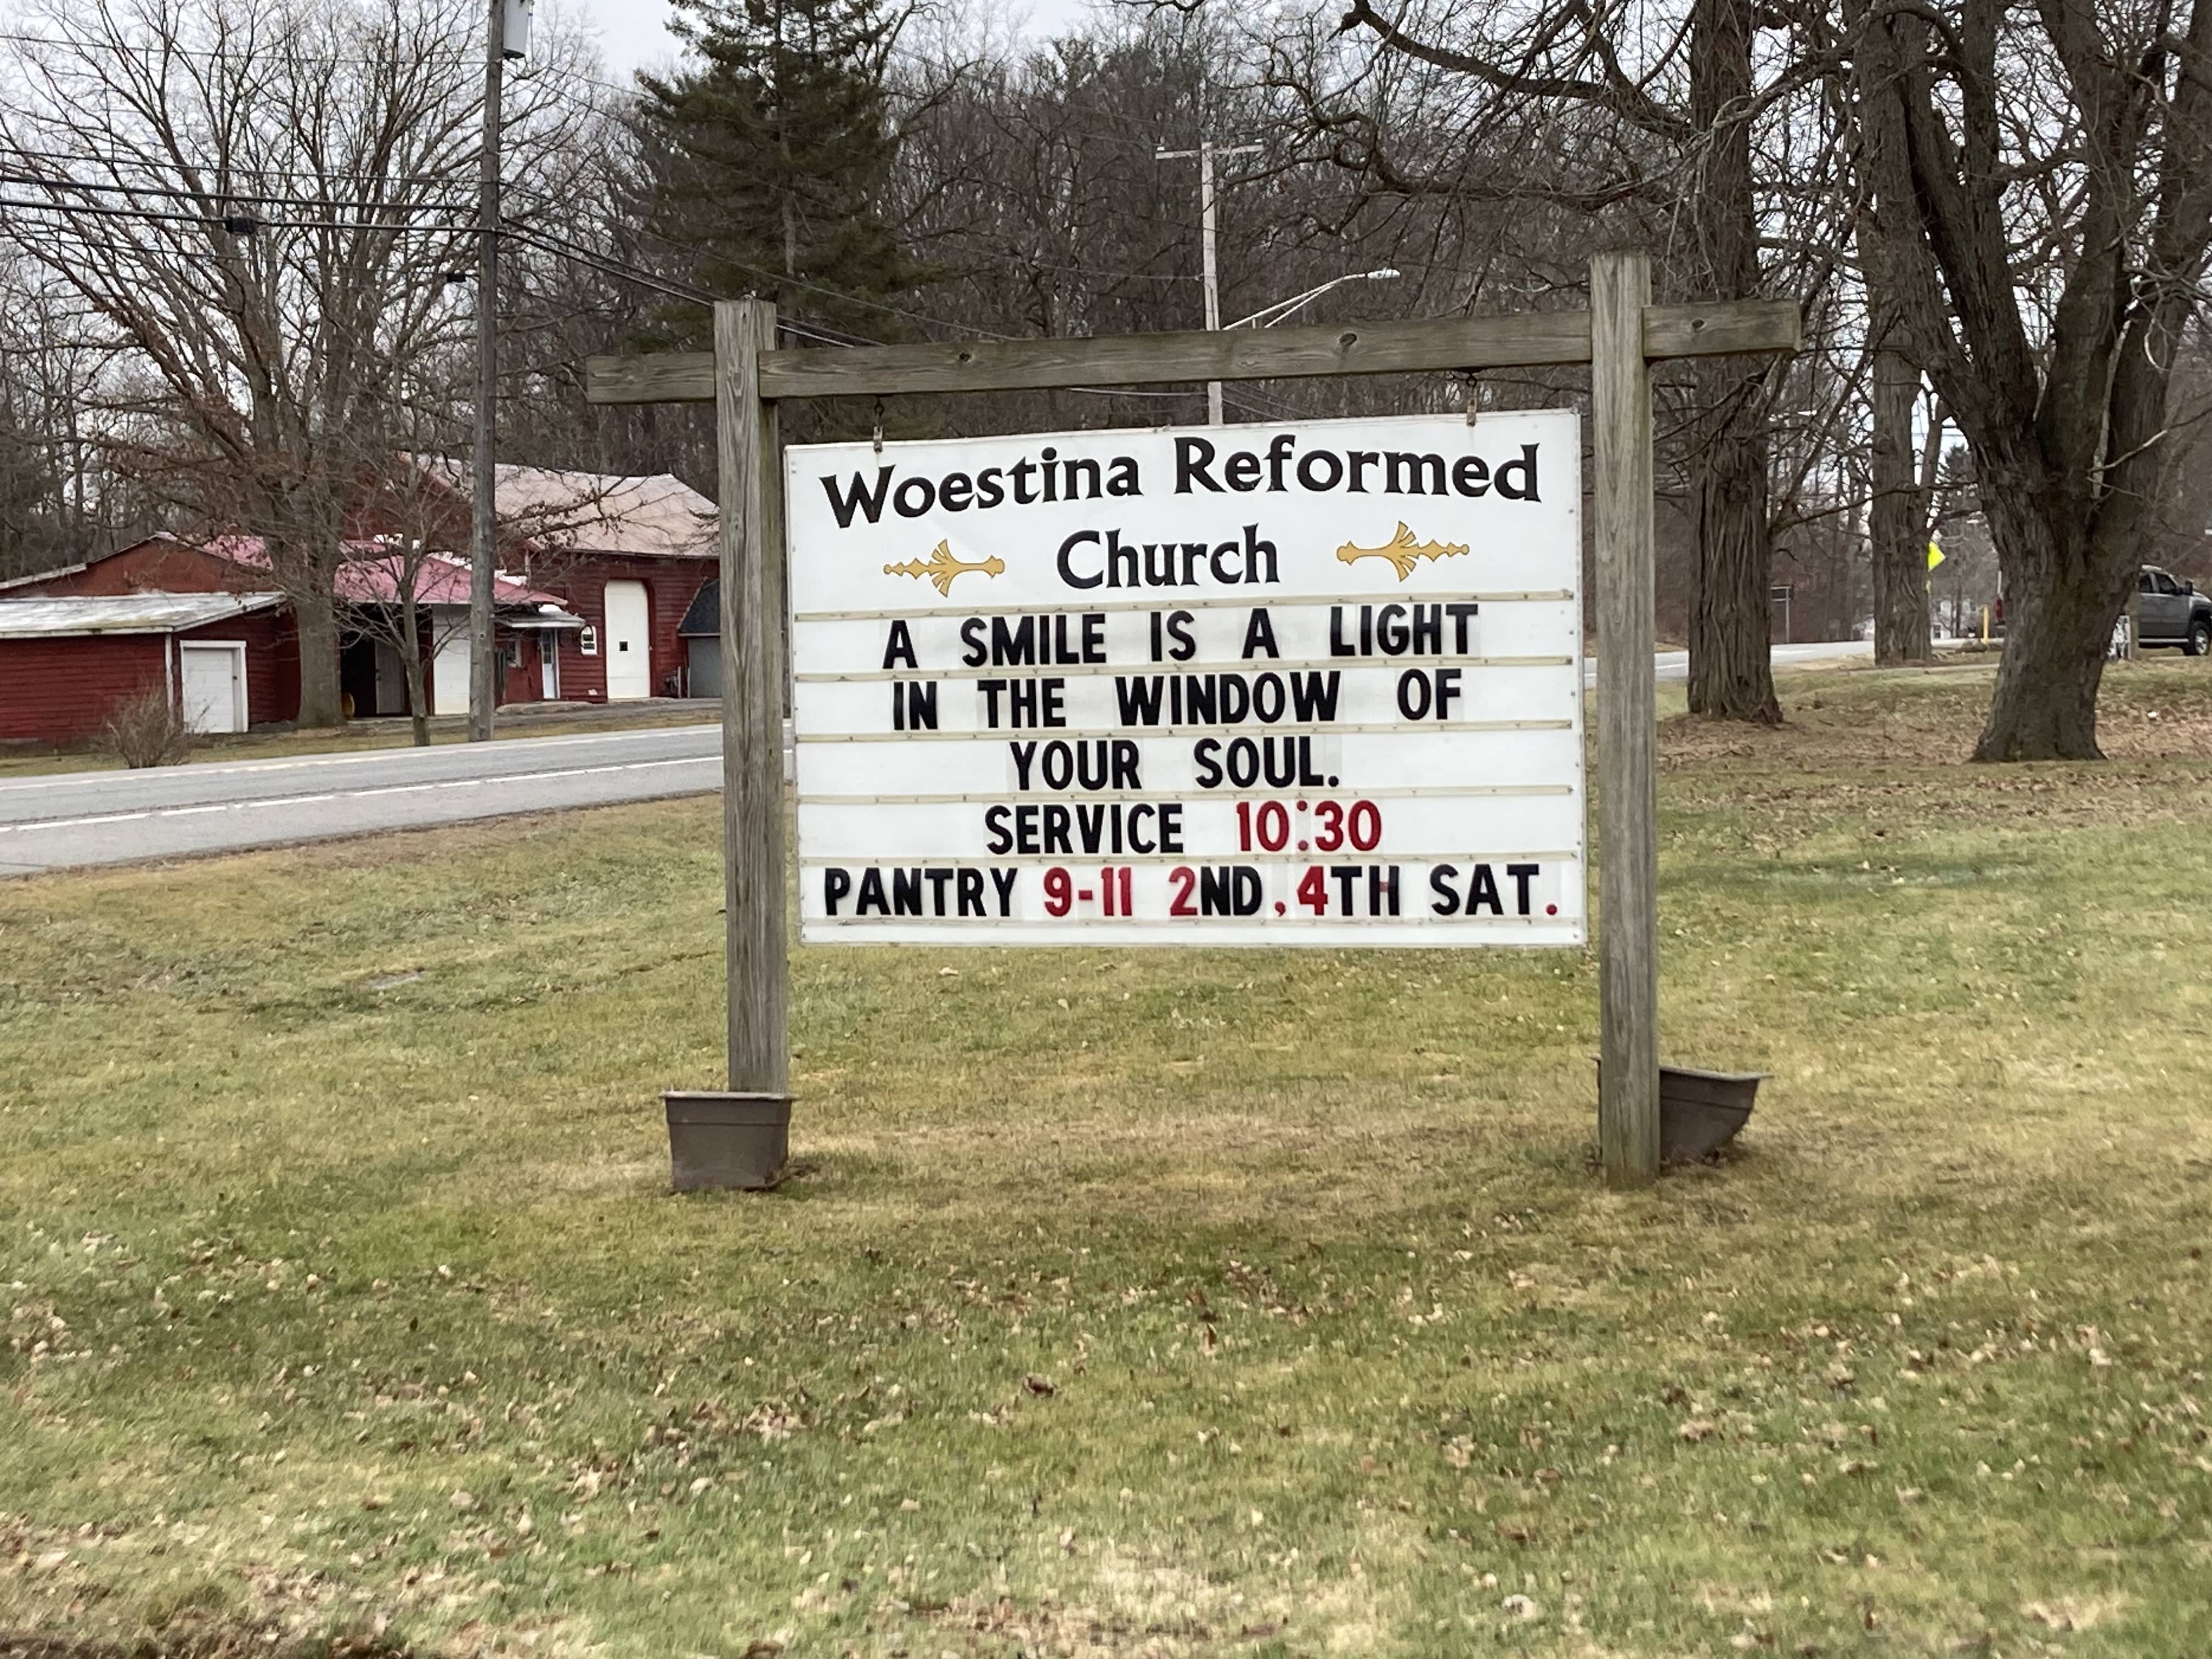 Woestina Reformed
Church
A SMILE IS A LIGHT
IN THE WINDOW OF
YOUR SOUL.
SERVICE 10:30
PANTRY 9-11 2ND, 4TH SAT.